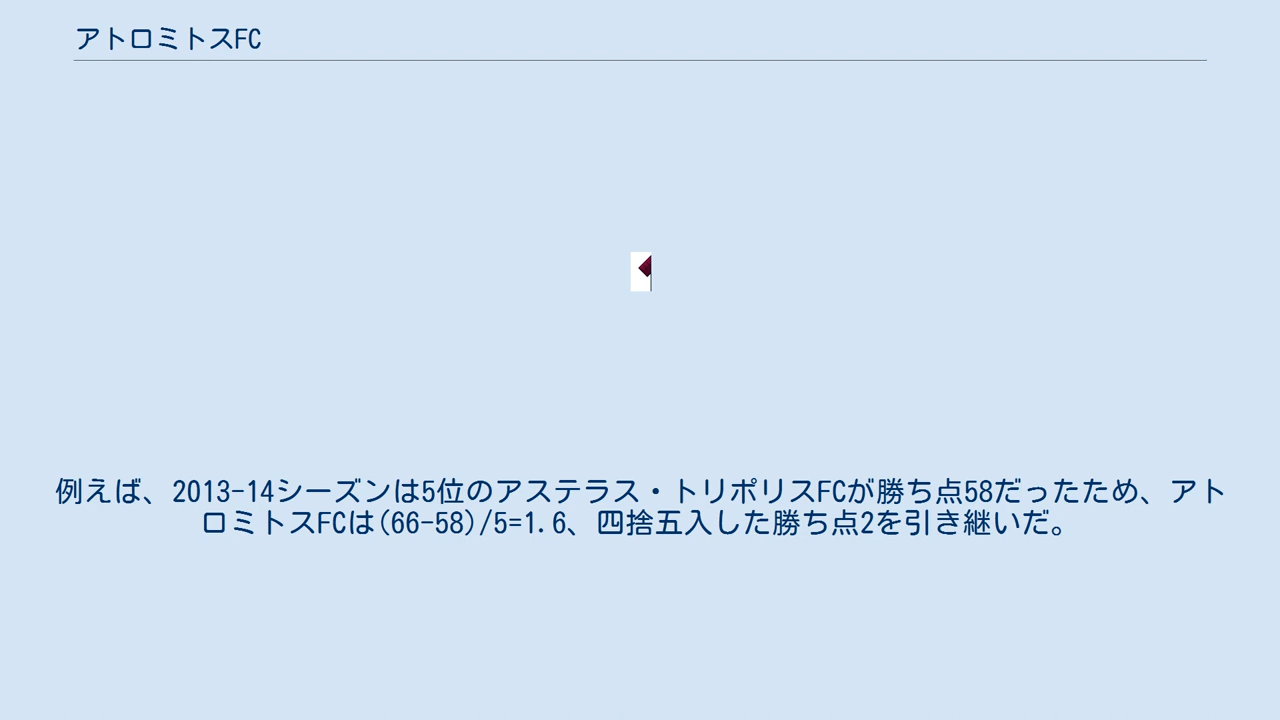 アトロミトスFC
例えば、2013-14シーズンは5位のアステラス・トリポリスFCが勝ち点58だったため、アト
ロミトスFCは(66-58)/5=1.6、四捨五入した勝ち点2を引き継いだ。